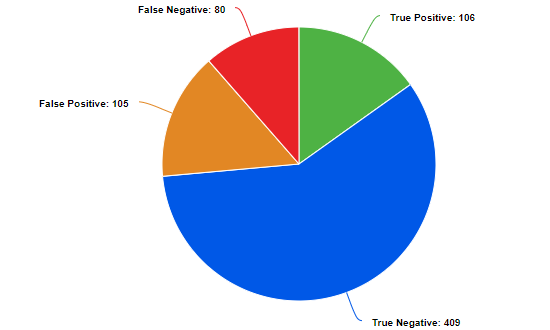 False Negative: 80
True Positive: 106
False Positive: 105
True Negative: 409